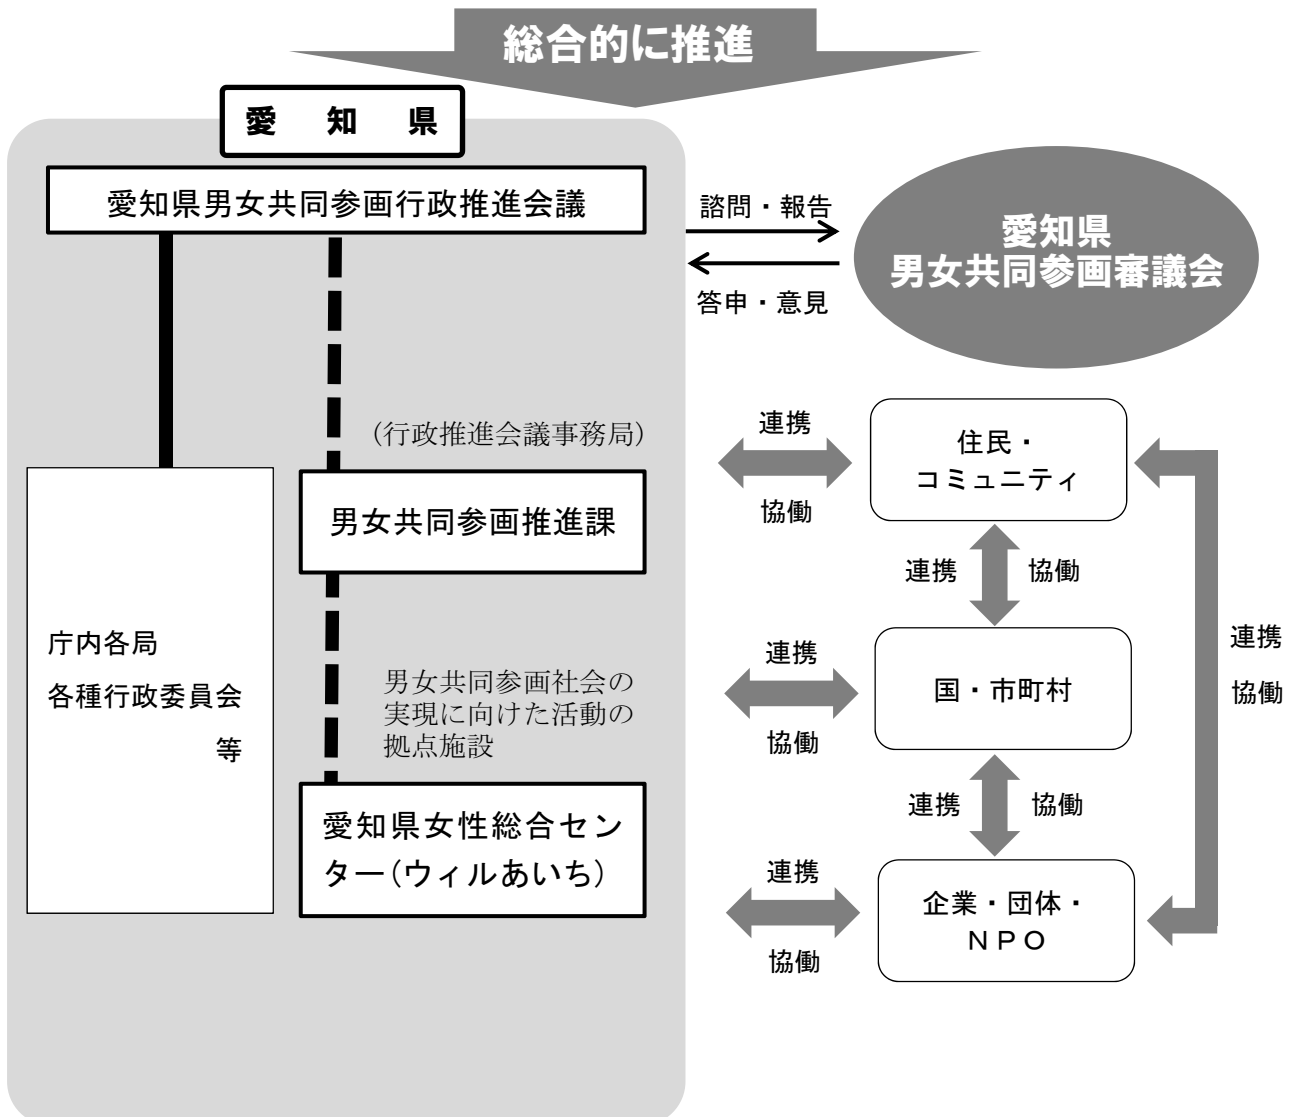 総合的に推進
愛知県
愛知県男女共同参画行政推進会議
諮問・報告
答申・意見
愛知県
男女共同参画審議会
(行政推進会議事務局)
男女共同参画推進課
庁内各局
各種行政委員会
等
男女共同参画社会の
実現に向けた活動の
拠点施設
愛知県女性総合セン
ター(ウィルあいち)
連携
協働
住民・
コミュニティ
連携 協働
連携
協働
国・市町村
連携
協働
連携 協働
連携
協働
企業・団体・
ＮＰＯ